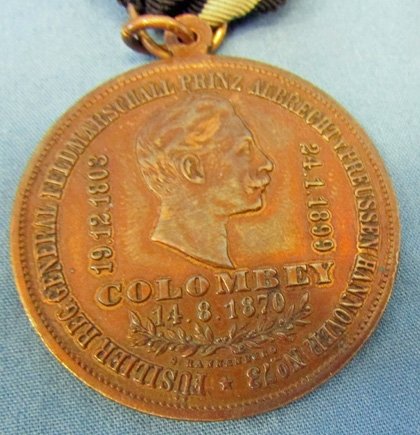 FUSILIER REG. GENERAL FELDMARSCHALL PRINZ ALBRECHT V. PREUSSEN HANNOVER No 73
19.12.1803
24.1.1899
COLOMBEY
14.8.1870